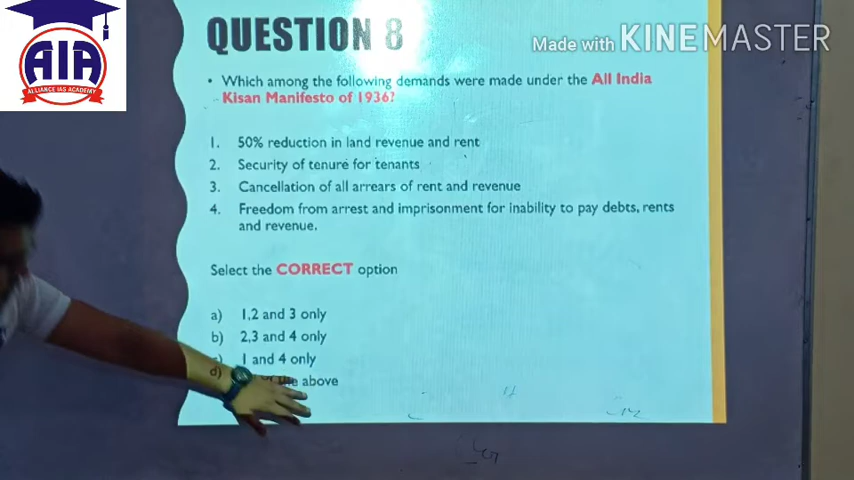 AIA
ALLIANCE IAS ACADEMY
Made with KINEMASTER
QUESTION 8
• Which among the following demands were made under the All India
Kisan Manifesto of 1936?
1. 50% reduction in land revenue and rent
2. Security of tenure for tenants
3. Cancellation of all arrears of rent and revenue
4. Freedom from arrest and imprisonment for inability to pay debts, rents
and revenue.
Select the CORRECT option
a) 1,2 and 3 only
b) 2,3 and 4 only
1 and 4 only
d) above